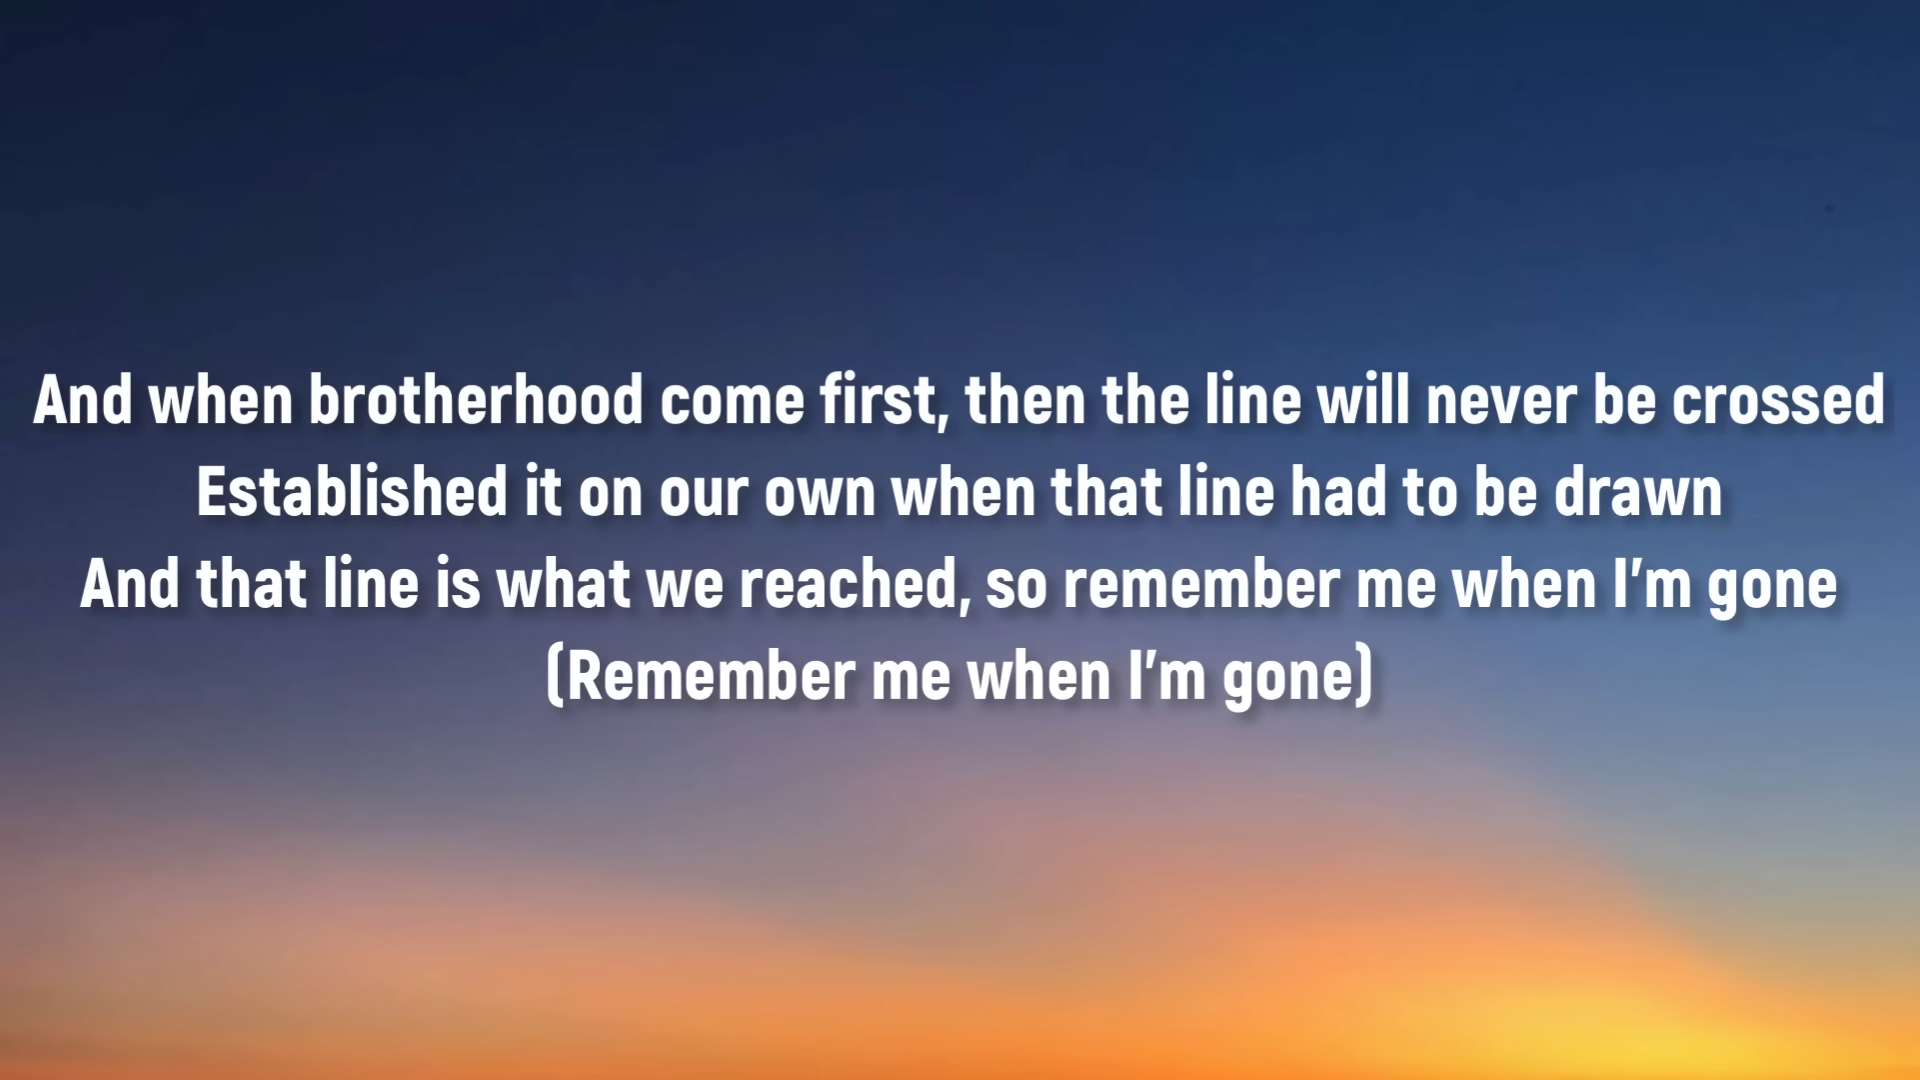 And when brotherhood come first, then the line will never be crossed
Established it on our own when that line had to be drawn
And that line is what we reached, so remember me when I'm gone
(Remember me when I'm gone)